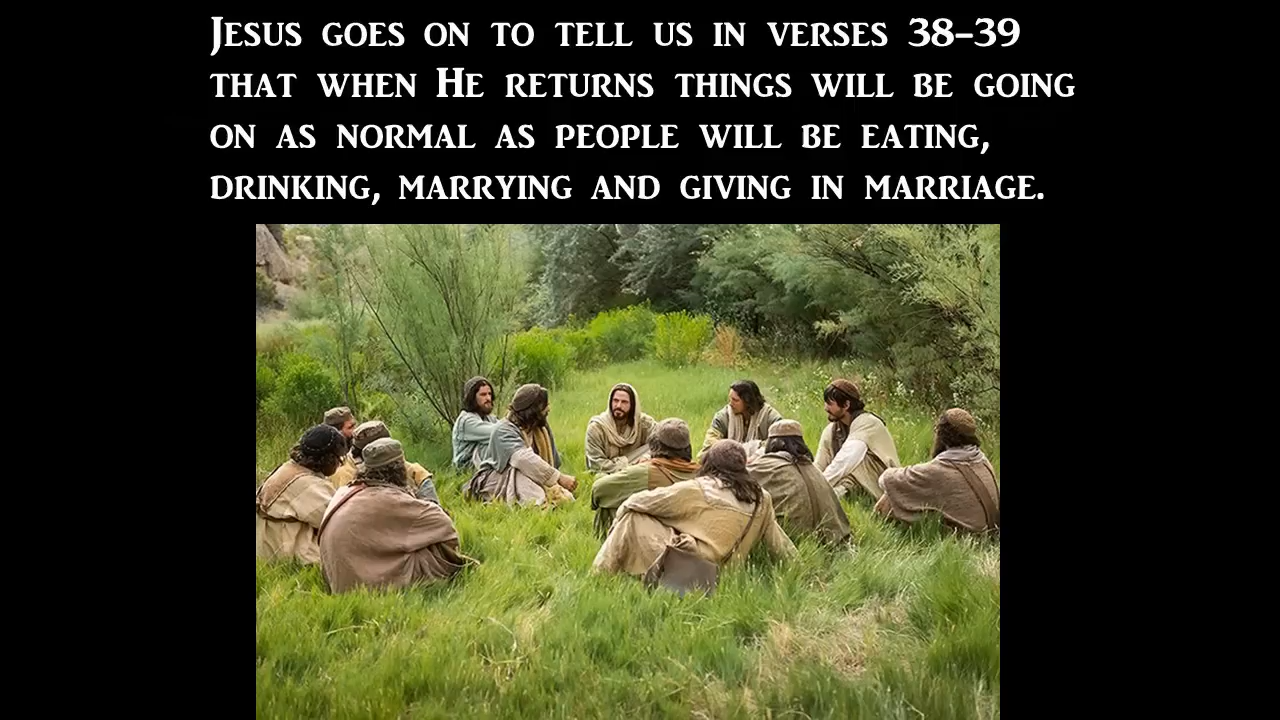 Jesus goes on to tell us in verses 38–39
that when He returns things will be going
on as normal as people will be eating,
drinking, marrying and giving in marriage.